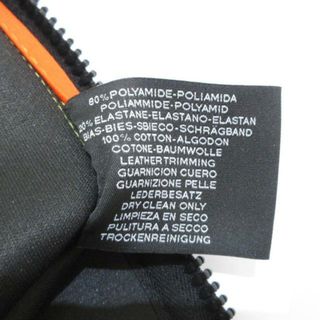 80% POLYAMIDE-POLIAMIDA
POLIAMMIDE-POLYAMID
20% ELASTANE-ELASTANO-ELASTAN
BIAS-BIES-SBIECO-SCHRÄGBAND
100% COTTON-ALGODON
COTONE-BAUMWOLLE
LEATHER TRIMMING
GUARNICION CUERO
GUARNIZIONE PELLE
LEDERBESATZ
DRY CLEAN ONLY
LIMPIEZA EN SECO
PULITURA A SECCO
TROCKENREINIGUNG